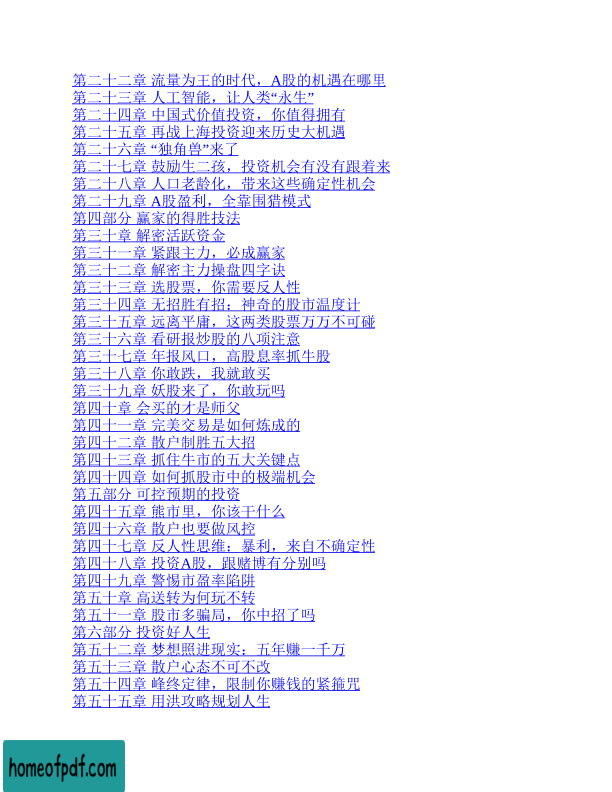 第二十二章 流量为王的时代，A股的机遇在哪里
第二十三章 人工智能，让人类“永生”
第二十四章 中国式价值投资，你值得拥有
第二十五章 再战上海投资迎来历史大机遇
第二十六章 “独角兽”来了
第二十七章 鼓励生二孩，投资机会有没有跟着来
第二十八章 人口老龄化，带来这些确定性机会
第二十九章 A股盈利，全靠围猎模式
第四部分 赢家的得胜技法
第三十章 解密活跃资金
第三十一章 紧跟主力，必成赢家
第三十二章 解密主力操盘四字诀
第三十三章 选股票，你需要反人性
第三十四章 无招胜有招：神奇的股市温度计
第三十五章 远离平庸，这两类股票万万不可碰
第三十六章 看研报炒股的八项注意
第三十七章 年报风口，高股息率抓牛股
第三十八章 你敢跌，我就敢买
第三十九章 妖股来了，你敢玩吗
第四十章 会买的才是师父
第四十一章 完美交易是如何炼成的
第四十二章 散户制胜五大招
第四十三章 抓住牛市的五大关键点
第四十四章 如何抓股市中的极端机会
第五部分 可控预期的投资
第四十五章 熊市里，你该干什么
第四十六章 散户也要做风控
第四十七章 反人性思维：暴利，来自不确定性
第四十八章 投资A股，跟赌博有分别吗
第四十九章 警惕市盈率陷阱
第五十章 高送转为何玩不转
第五十一章 股市多骗局，你中招了吗
第六部分 投资好人生
第五十二章 梦想照进现实：五年赚一千万
第五十三章 散户心态不可不改
第五十四章 峰终定律，限制你赚钱的紧箍咒
第五十五章 用洪攻略规划人生
homeofpdf.com